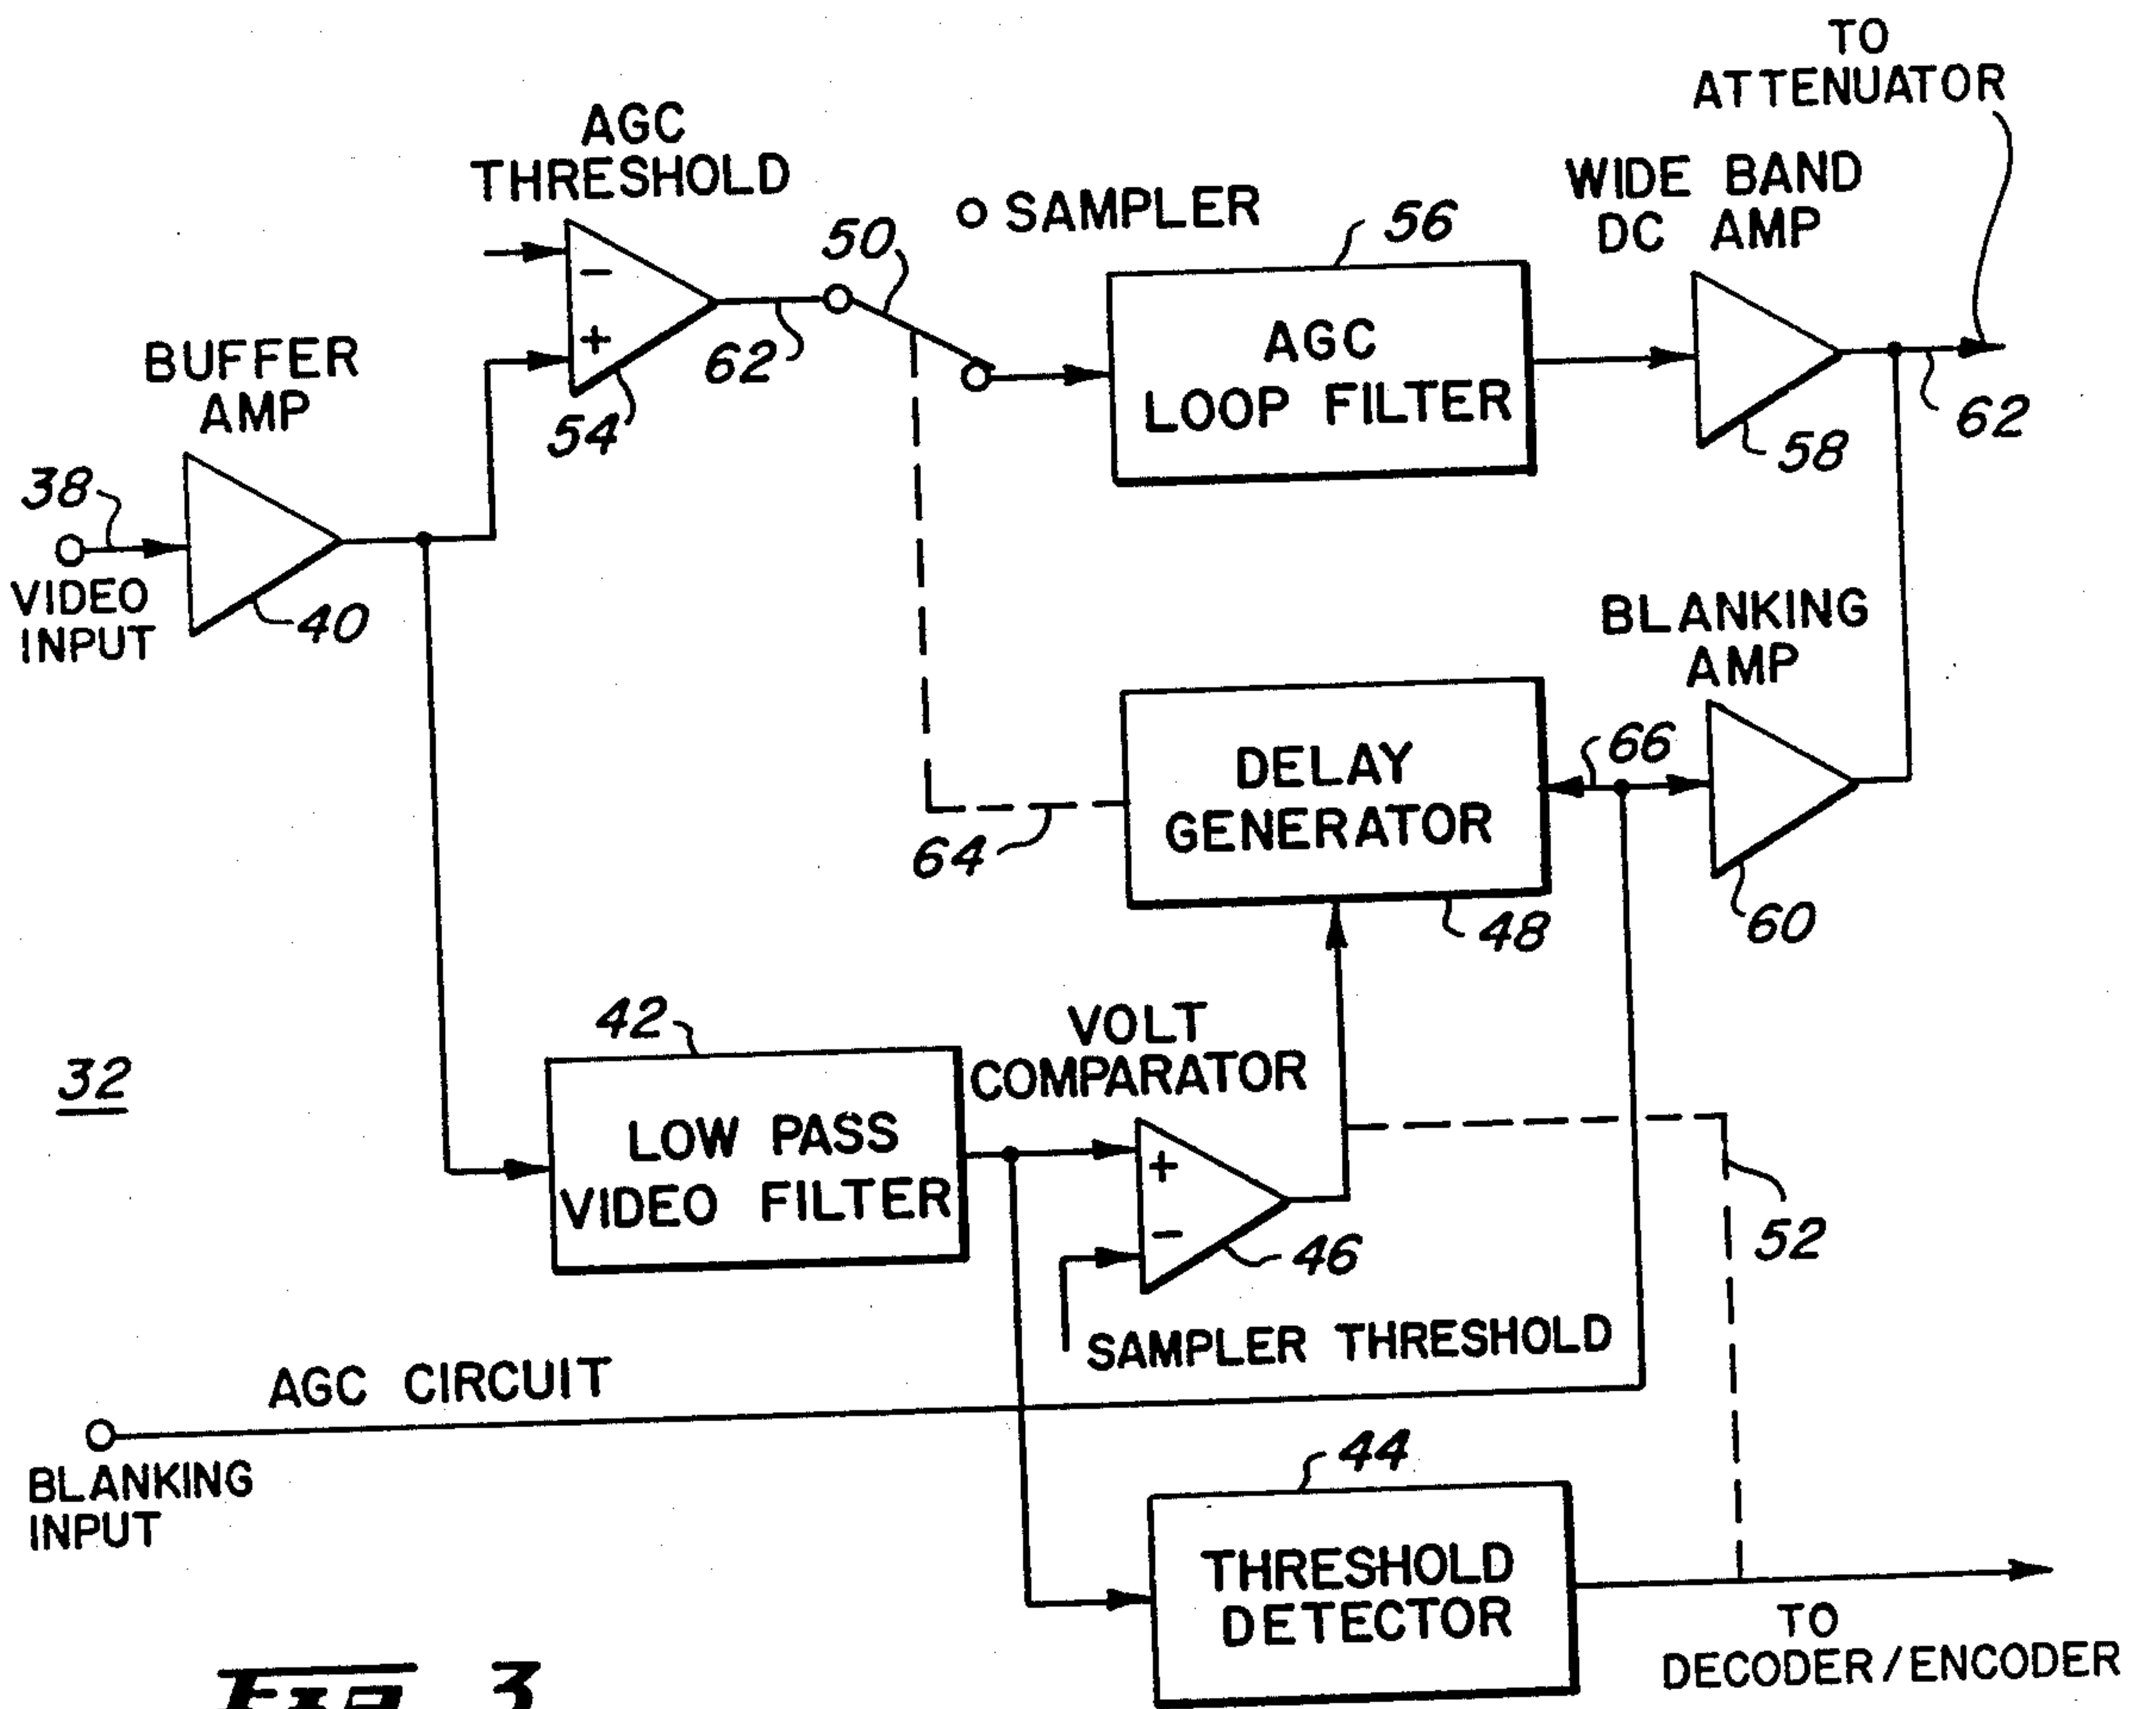 TO
ATTENUATOR
AGC
THRESHOLD
SAMPLER
50
56
WIDE BAND
DC AMP
-
+
62
54
AGC
LOOP FILTER
58
62
BUFFER
AMP
38
VIDEO
INPUT
40
BLANKING
AMP
DELAY
GENERATOR
66
64
48
60
42
VOLT
COMPARATOR
32
LOW PASS
VIDEO FILTER
+
-
46
52
SAMPLER THRESHOLD
AGC CIRCUIT
BLANKING
INPUT
44
THRESHOLD
DETECTOR
TO
DECODER/ENCODER
FIG. 3